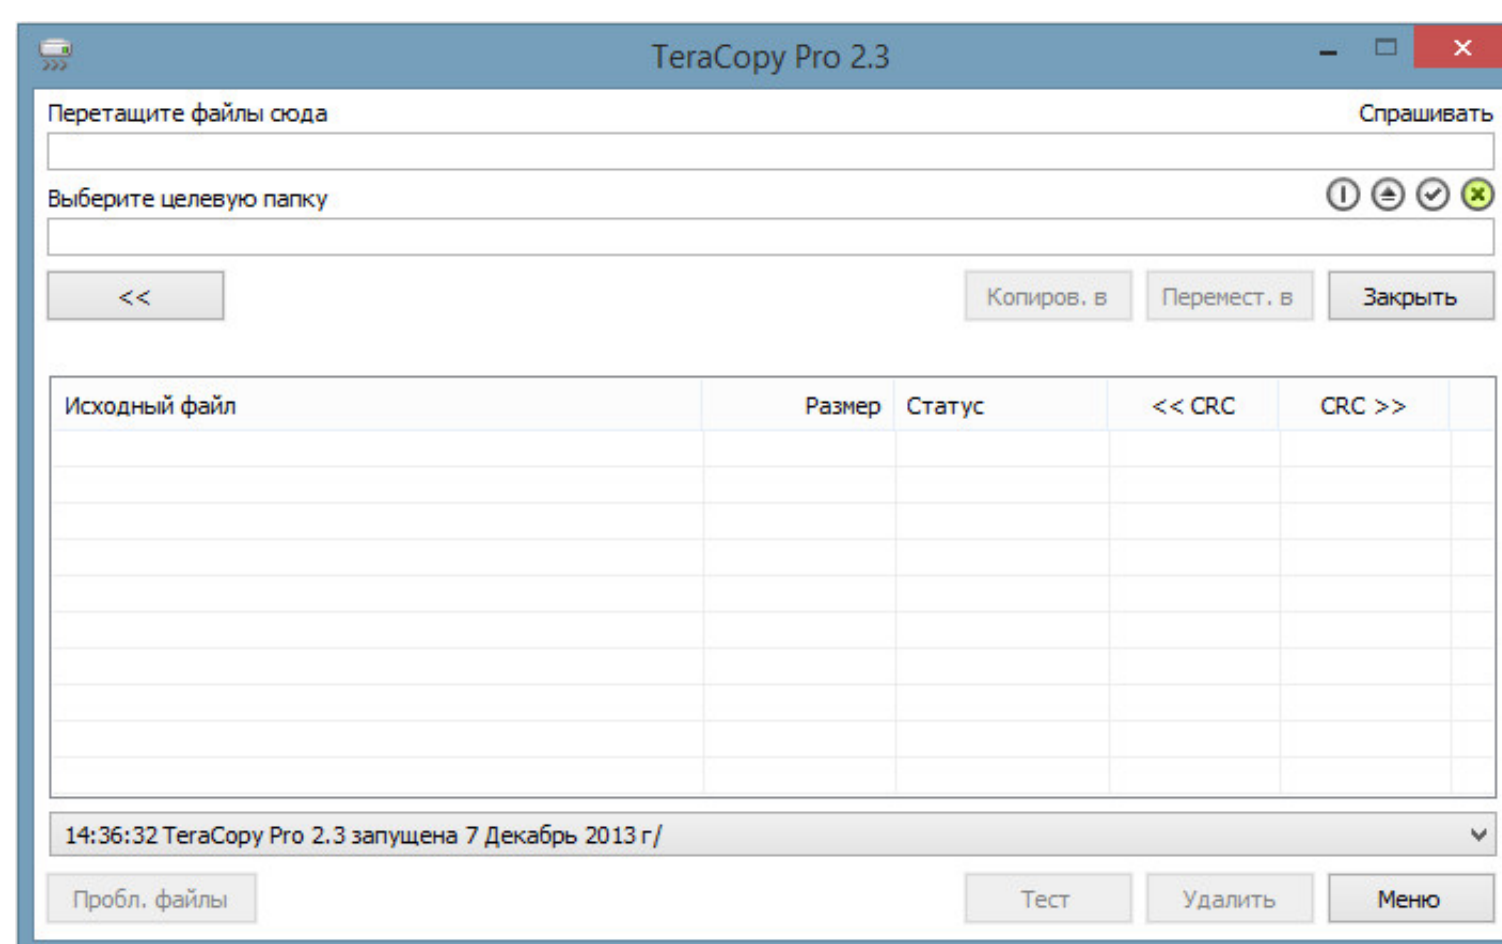 TeraCopy Pro 2.3
Перетащите файлы сюда Спрашивать
Выберите целевую папку
<< Копиров. в Перемест. в Закрыть
Исходный файл Размер Статус << CRC CRC >>
14:36:32 TeraCopy Pro 2.3 запущена 7 Декабрь 2013 г/
Пробл. файлы Тест Удалить Меню